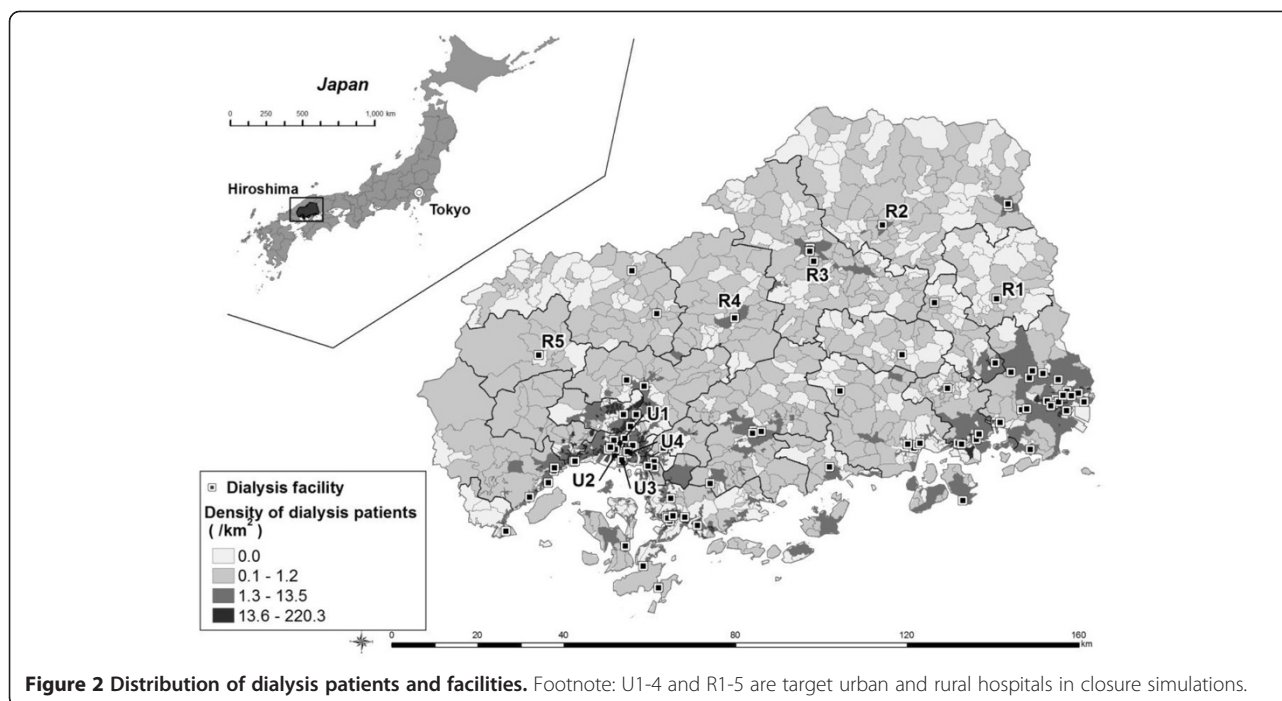 Japan
0 250 500 1,000 km
Hiroshima
Tokyo
R2
R1
R3
R4
R5
U1
U4
U2
U3
Dialysis facility
Density of dialysis patients
( /km²)
0.0
0.1 - 1.2
1.3 - 13.5
13.6 - 220.3
0 20 40 80 120 160
km
Figure 2 Distribution of dialysis patients and facilities. Footnote: U1-4 and R1-5 are target urban and rural hospitals in closure simulations.